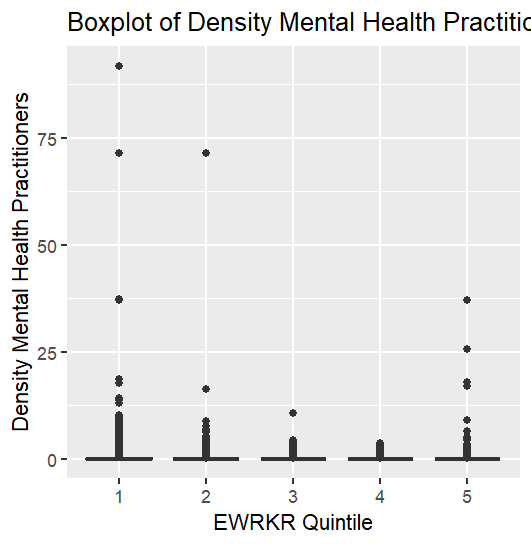 Boxplot of Density Mental Health Practitio
Density Mental Health Practitioners
75
50
25
0
1 2 3 4 5
EWRKR Quintile